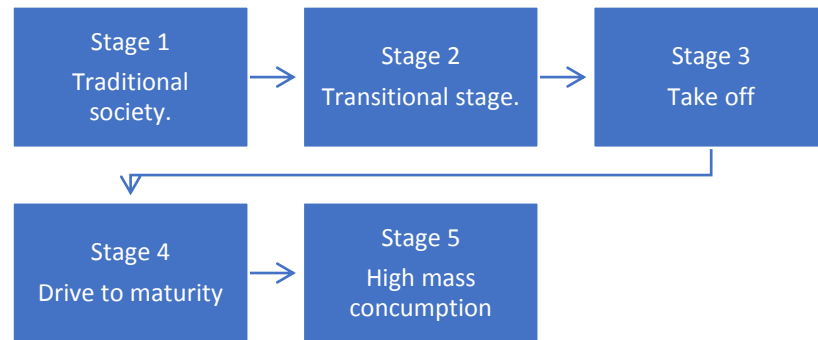 Stage 1
Traditional
society.
Stage 2
Transitional stage.
Stage 3
Take off
Stage 4
Drive to maturity
Stage 5
High mass
concumption